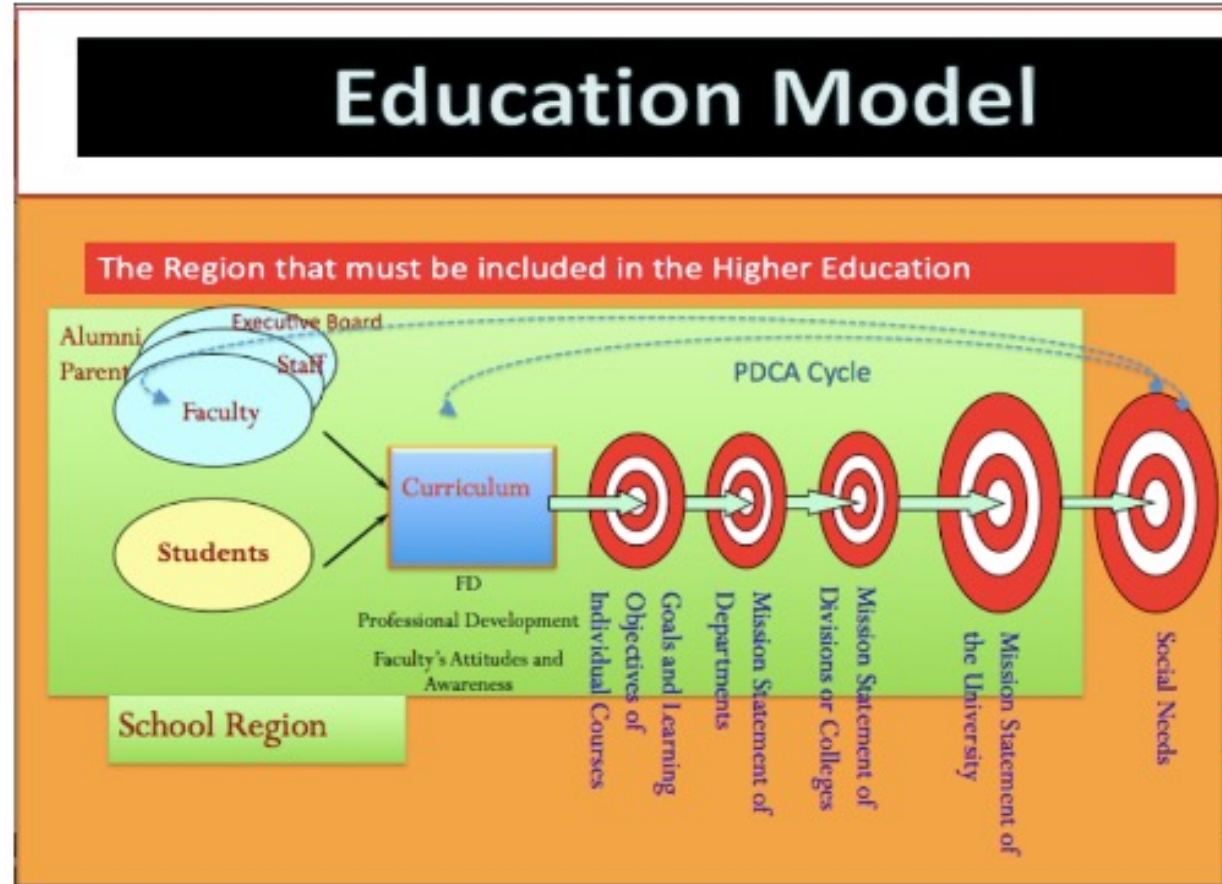 Education Model
The Region that must be included in the Higher Education
Alumni
Parent
Executive Board
Staff
Faculty
Students
Curriculum
FD
Professional Development
Faculty's Attitudes and
Awareness
PDCA Cycle
Goals and Learning
Objectives of
Individual Courses
Mission Statement of
Departments
Mission Statement of
Divisions or Colleges
Mission Statement of
the University
Social Needs
School Region